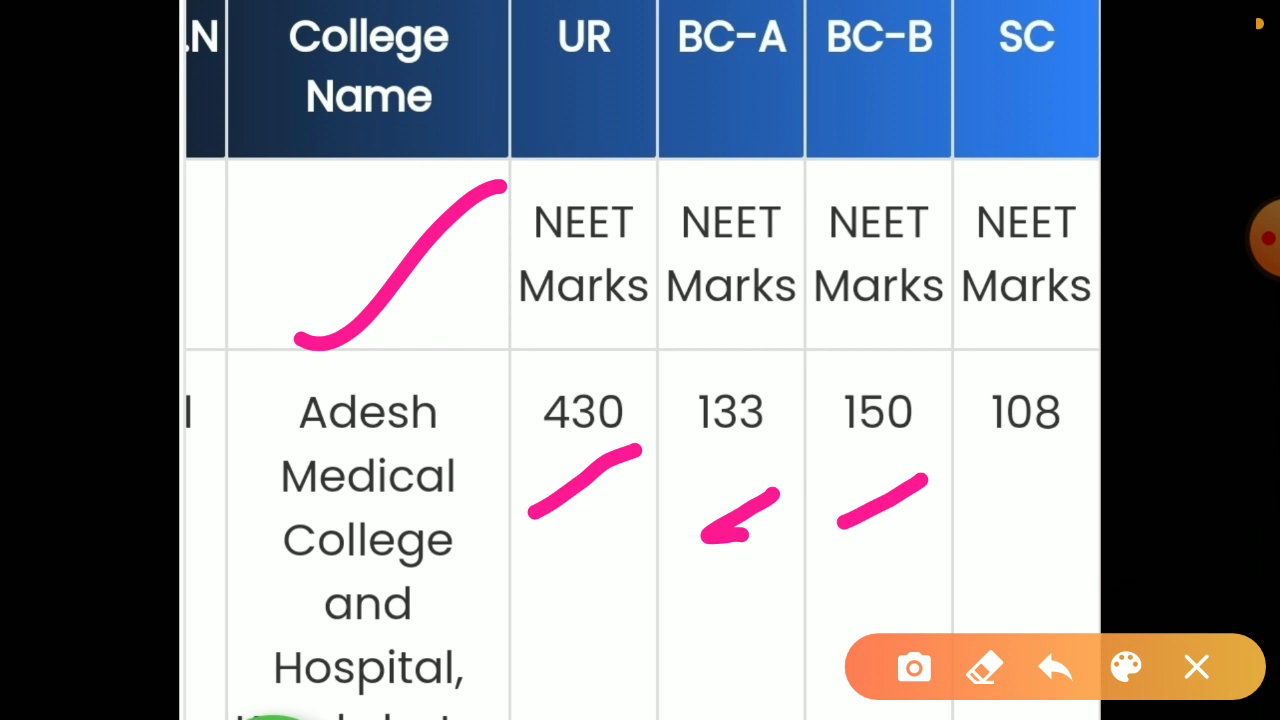 .N College Name UR BC-A BC-B SC
NEET Marks NEET Marks NEET Marks NEET Marks
1 Adesh Medical College and Hospital, 430 133 150 108